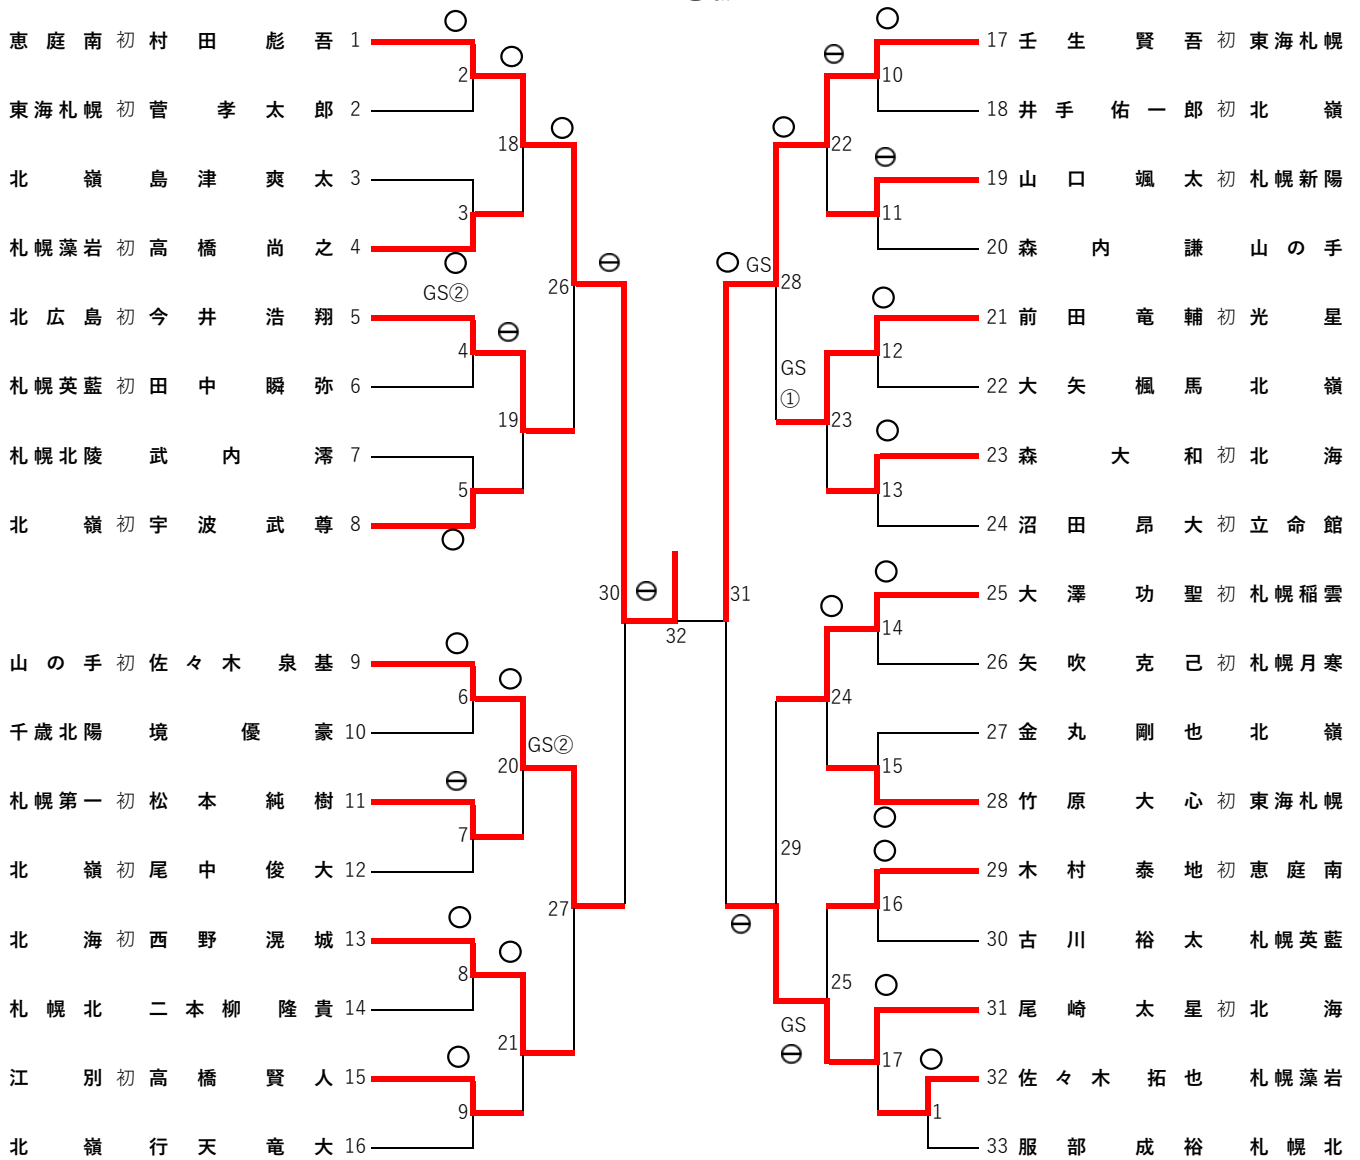 恵庭南 初 村田 彪吾 1
東海札幌 初 菅 孝太郎 2
北嶺 島津 爽太 3
札幌藻岩 初 高橋 尚之 4
北広島 初 今井 浩翔 5
札幌英藍 初 田中 瞬弥 6
札幌北陵 武内 澪 7
北嶺 初 宇波 武尊 8
山の手 初 佐々木 泉基 9
千歳北陽 境 優豪 10
札幌第一 初 松本 純樹 11
北嶺 初 尾中 俊大 12
北海 初 西野 滉城 13
札幌北 二本柳 隆貴 14
江別 初 高橋 賢人 15
北嶺 行天 竜大 16
2
3
GS②
4
5
6
7
8
9
18
19
GS②
20
21
26
27
30
32
31
GS
28
GS
①
29
GS
22
23
24
25
10
11
12
13
14
15
16
17
1
17 壬生 賢吾 初 東海札幌
18 井手 佑一郎 初 北嶺
19 山口 颯太 初 札幌新陽
20 森内 謙 山の手
21 前田 竜輔 初 光星
22 大矢 楓馬 北嶺
23 森 大和 初 北海
24 沼田 昂大 初 立命館
25 大澤 功聖 初 札幌稲雲
26 矢吹 克己 初 札幌月寒
27 金丸 剛也 北嶺
28 竹原 大心 初 東海札幌
29 木村 泰地 初 恵庭南
30 古川 裕太 札幌英藍
31 尾崎 太星 初 北海
32 佐々木 拓也 札幌藻岩
33 服部 成裕 札幌北